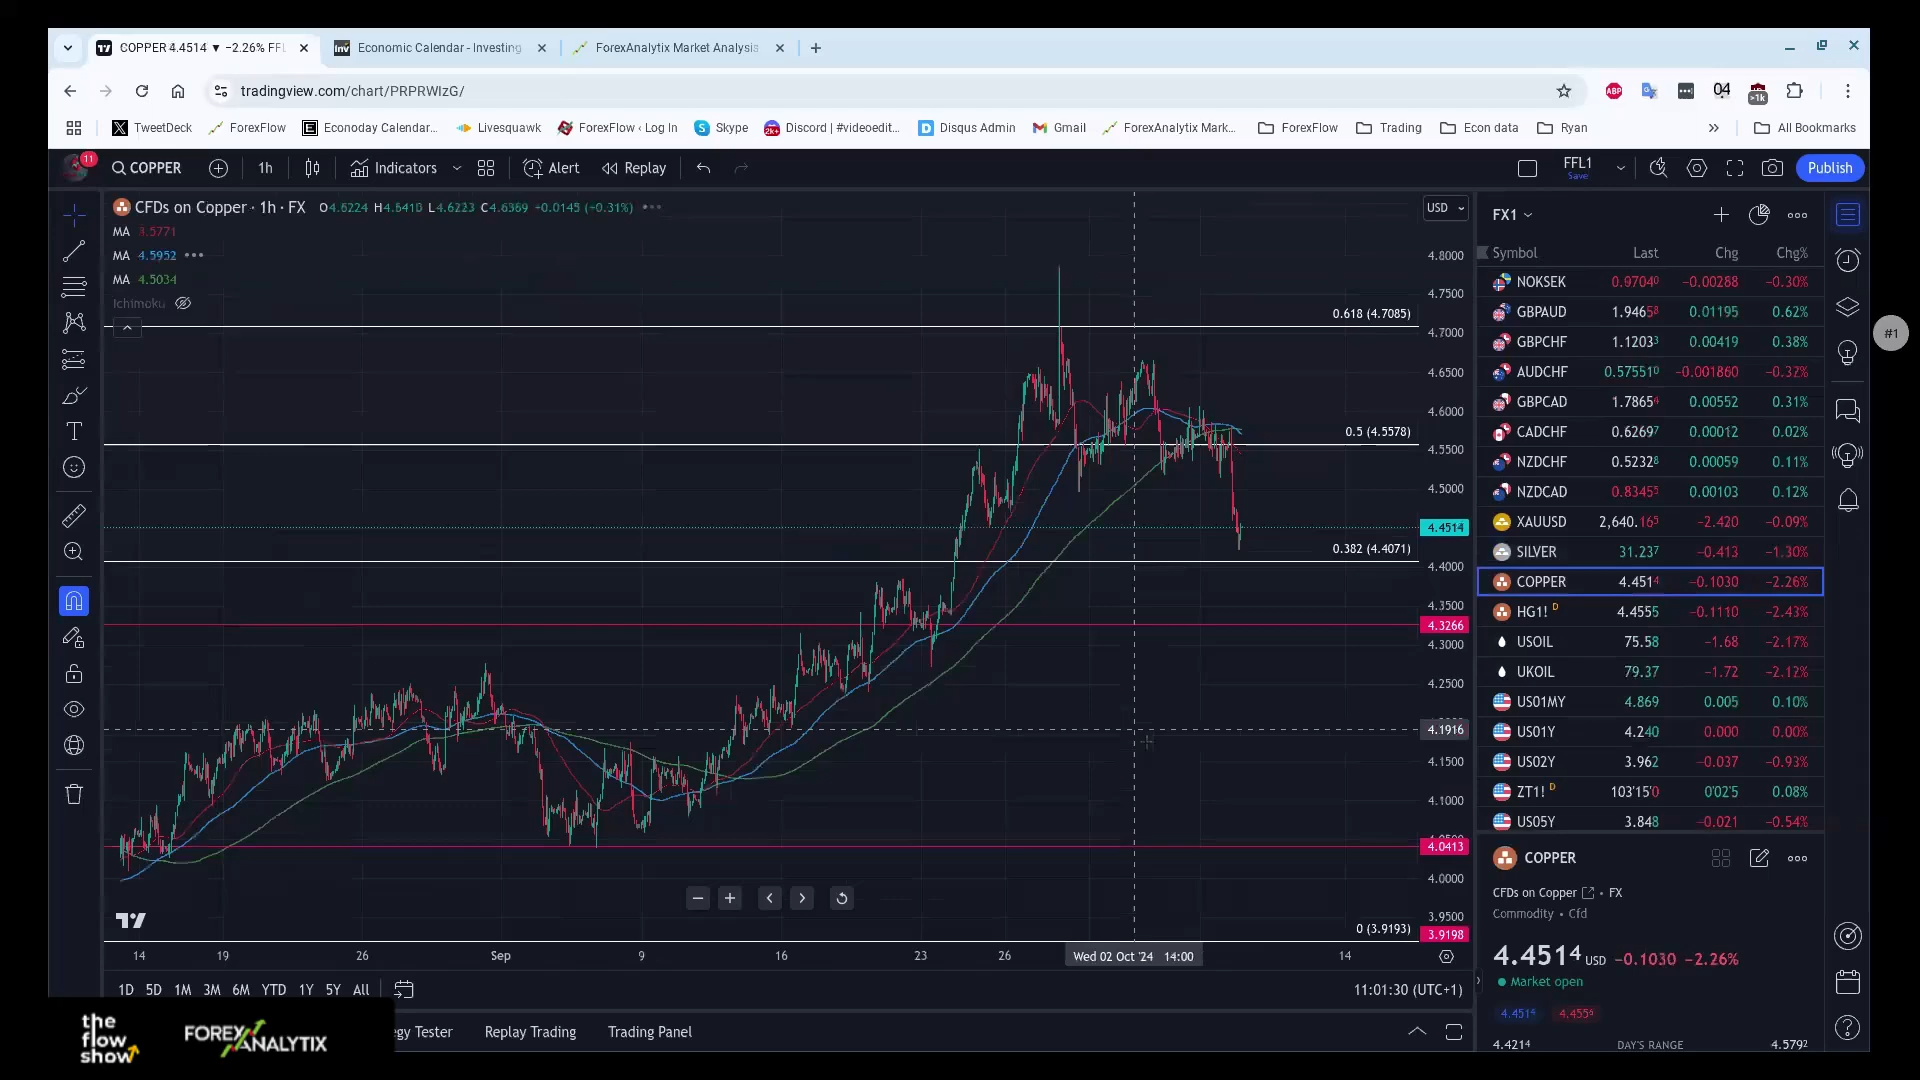 COPPER 4.4514 ▼ −2.26% FFL
Economic Calendar - Investing
ForexAnalytix Market Analysis
tradingview.com/chart/PRPRWIzG/
ABP
04
>1k
TweetDeck
ForexFlow
Econoday Calendar...
Livesquawk
ForexFlow ‹ Log In
Skype
Discord | #videoedit...
Disqus Admin
Gmail
ForexAnalytix Mark...
ForexFlow
Trading
Econ data
Ryan
All Bookmarks
11
COPPER
1h
Indicators
Alert
Replay
FFL1
Save
Publish
CFDs on Copper · 1h · FX
O4.6224 H4.6410 L4.6223 C4.6369 +0.0145 (+0.31%)
USD
MA
MA 4.5952
MA 4.5034
Ichimoku
0.618 (4.7085)
0.5 (4.5578)
0.382 (4.4071)
0 (3.9193)
4.8000
4.7500
4.7000
4.6500
4.6000
4.5500
4.5000
4.4514
4.4000
4.3500
4.3266
4.3000
4.2500
4.1916
4.1500
4.1000
4.0413
4.0000
3.9500
3.9198
14
19
26
Sep
9
16
23
26
Wed 02 Oct '24 14:00
14
1D 5D 1M 3M 6M YTD 1Y 5Y All
11:01:30 (UTC+1)
egy Tester
Replay Trading
Trading Panel
the
flow
show
FOREX ANALYTIX
FX1
Symbol Last Chg Chg%
NOKSEK 0.97040 −0.00288 −0.30%
GBPAUD 1.94658 0.01195 0.62%
GBPCHF 1.12033 0.00419 0.38%
AUDCHF 0.575510 −0.001860 −0.32%
GBPCAD 1.78654 0.00552 0.31%
CADCHF 0.62697 0.00012 0.02%
NZDCHF 0.52328 0.00059 0.11%
NZDCAD 0.83455 0.00103 0.12%
XAUUSD 2,640.165 −2.420 −0.09%
SILVER 31.237 −0.413 −1.30%
COPPER 4.4514 −0.1030 −2.26%
HG1! D 4.4555 −0.1110 −2.43%
USOIL 75.58 −1.68 −2.17%
UKOIL 79.37 −1.72 −2.12%
US01MY 4.869 0.005 0.10%
US01Y 4.240 0.000 0.00%
US02Y 3.962 −0.037 −0.93%
ZT1! D 103'15'0 0'02'5 0.08%
US05Y 3.848 −0.021 −0.54%
COPPER
CFDs on Copper • FX
Commodity • Cfd
4.4514 USD −0.1030 −2.26%
Market open
4.4514 4.4556
4.4214 DAY'S RANGE 4.5792
#1